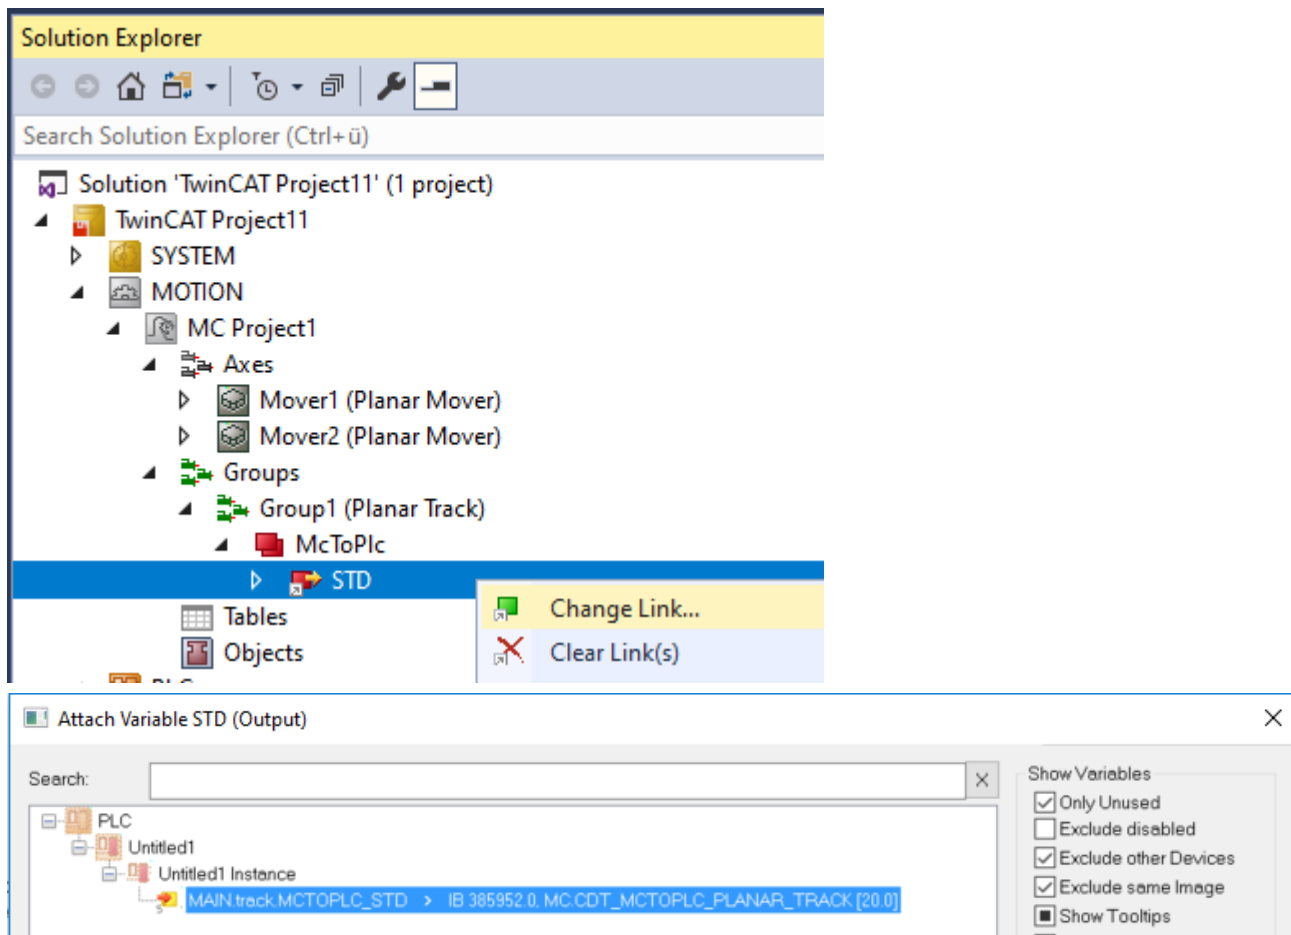 Solution Explorer
Search Solution Explorer (Ctrl+ü)
Solution 'TwinCAT Project11' (1 project)
TwinCAT Project11
SYSTEM
MOTION
MC Project1
Axes
Mover1 (Planar Mover)
Mover2 (Planar Mover)
Groups
Group1 (Planar Track)
McToPlc
STD
Change Link...
Tables
Objects
Clear Link(s)
PLC
Attach Variable STD (Output)
Search:
Show Variables
Only Unused
Exclude disabled
Exclude other Devices
Exclude same Image
Show Tooltips
PLC
Untitled1
Untitled1 Instance
MAIN.track.MCTOPLC_STD > IB 385952.0, MC.CDT_MCTOPLC_PLANAR_TRACK [20.0]